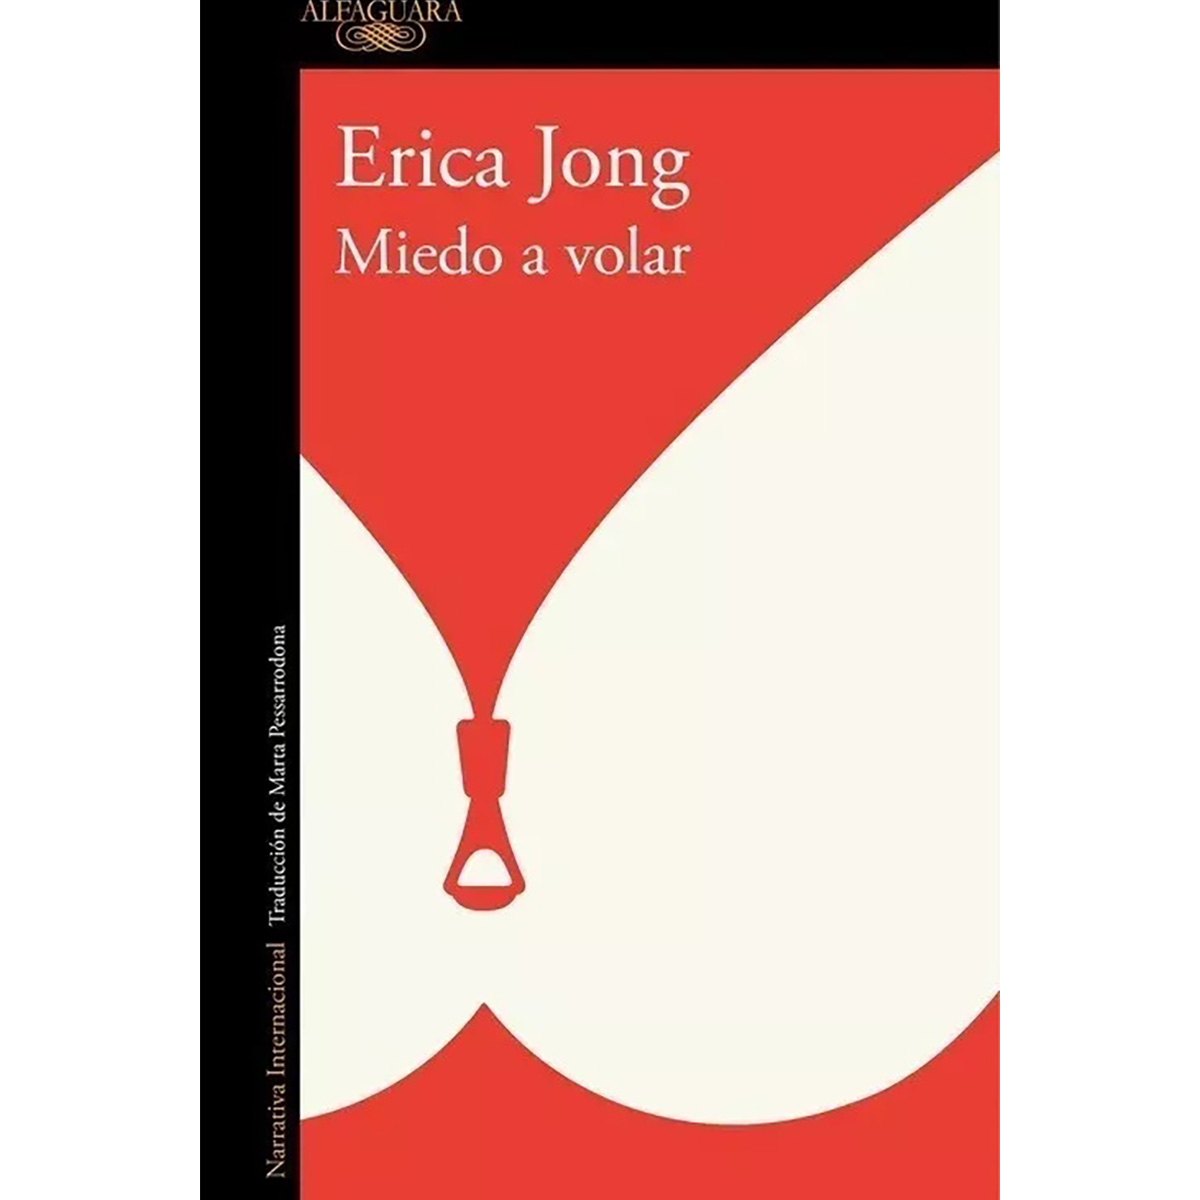 ALFAGUARA
Erica Jong
Miedo a volar
Narrativa Internacional Traducción de Marta Pessarrodona